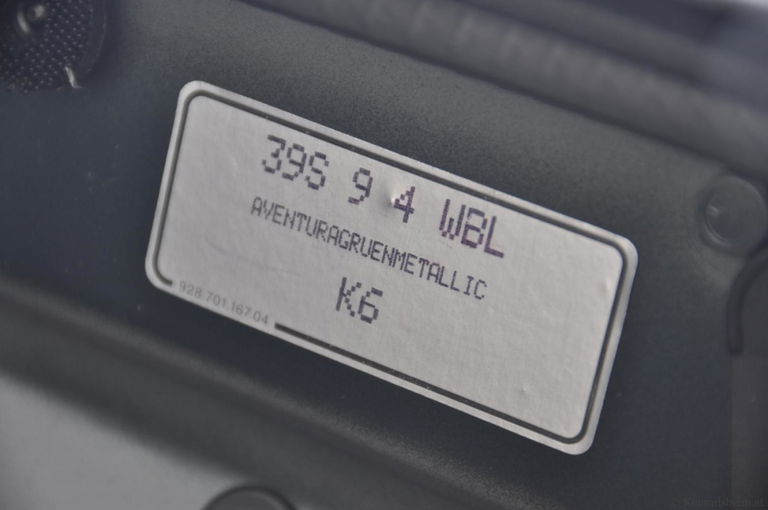 39S 9 4 WBL
AVENTURAGRUENMETALLIC
K6
928.701.167.04